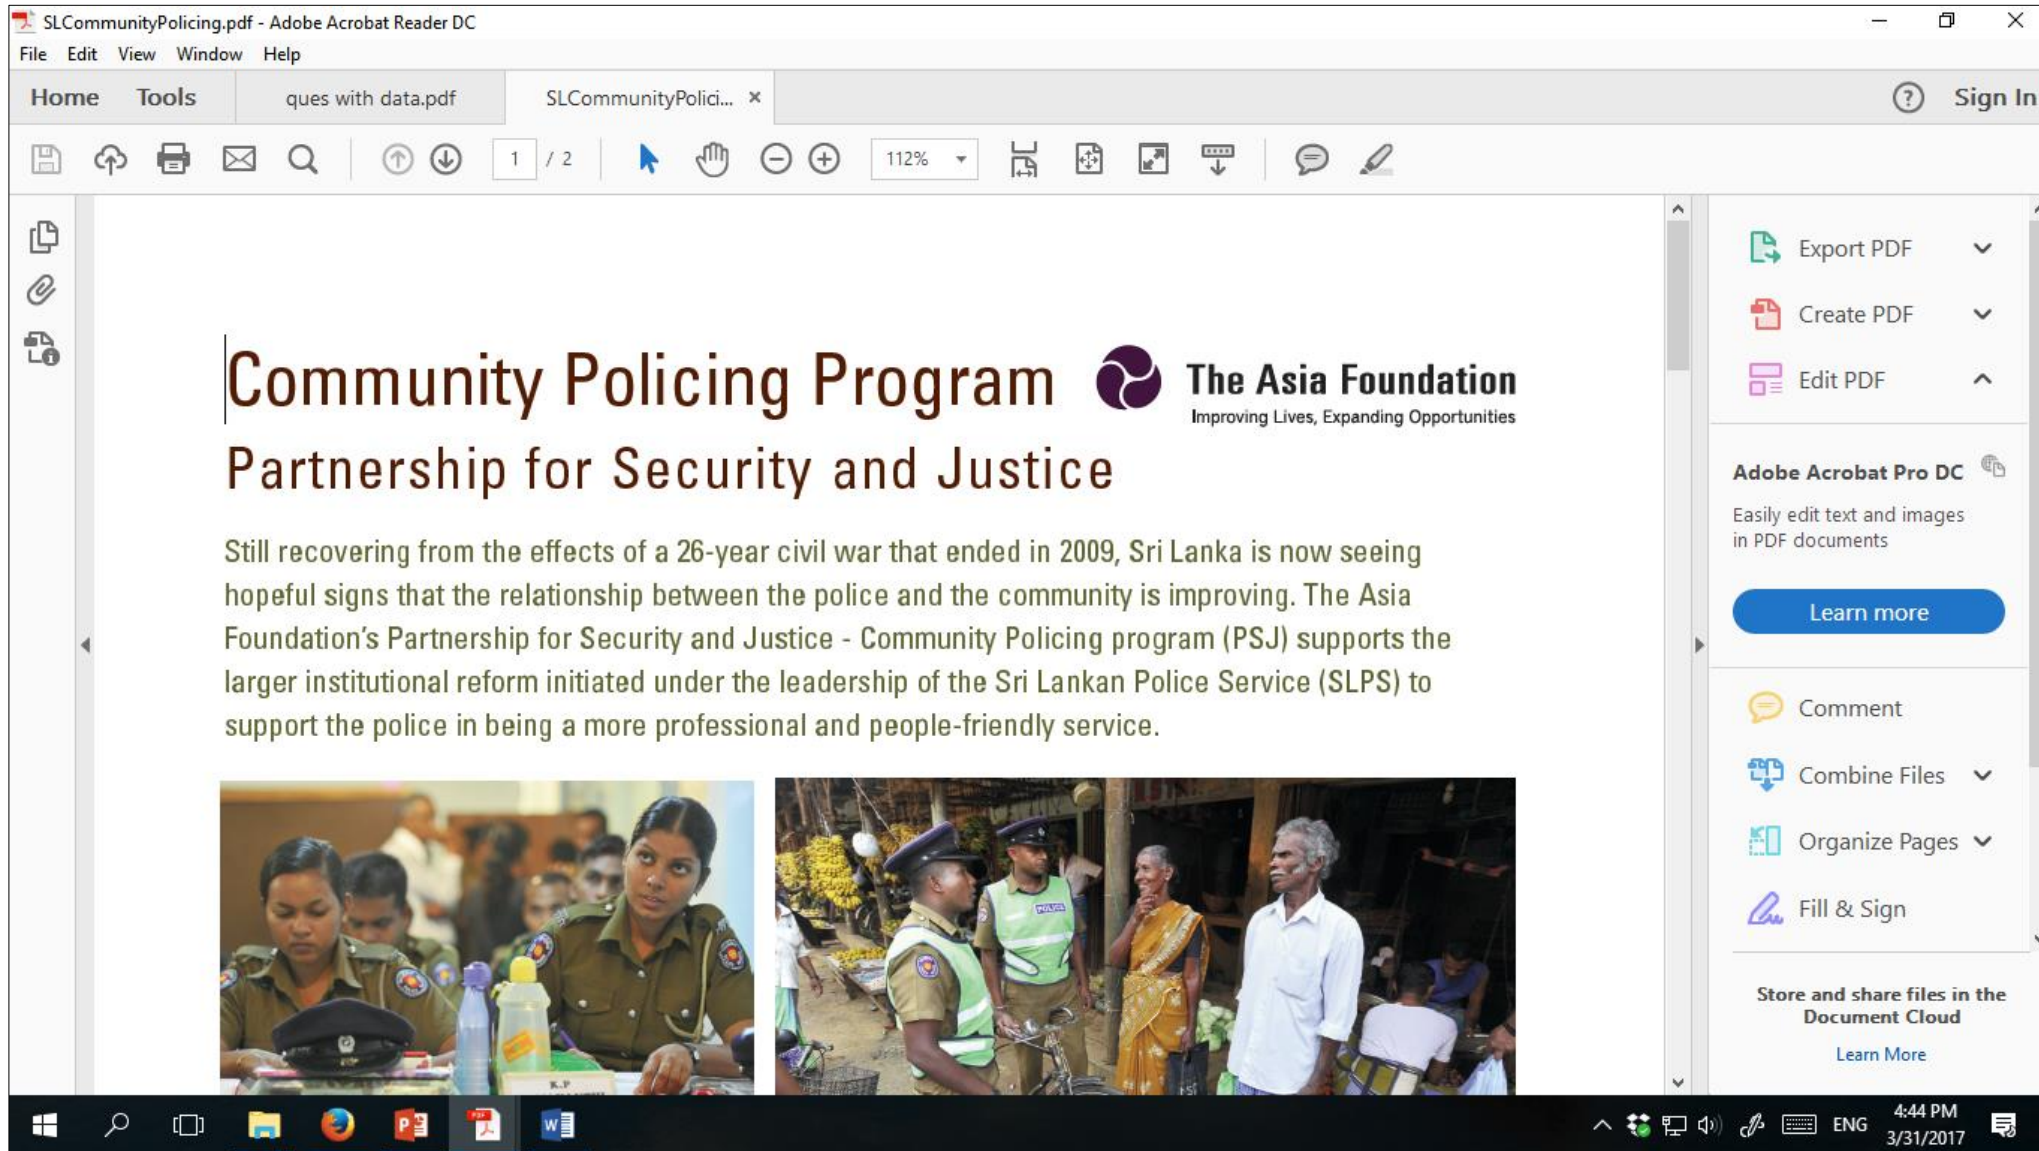 SLCommunityPolicing.pdf - Adobe Acrobat Reader DC
File Edit View Window Help
Home Tools ques with data.pdf SLCommunityPolici... × Sign In
1 / 2 112%
Export PDF
Create PDF
Edit PDF
Adobe Acrobat Pro DC
Easily edit text and images
in PDF documents
Learn more
Comment
Combine Files
Organize Pages
Fill & Sign
Store and share files in the
Document Cloud
Learn More
Community Policing Program
The Asia Foundation
Improving Lives, Expanding Opportunities
Partnership for Security and Justice
Still recovering from the effects of a 26-year civil war that ended in 2009, Sri Lanka is now seeing
hopeful signs that the relationship between the police and the community is improving. The Asia
Foundation's Partnership for Security and Justice - Community Policing program (PSJ) supports the
larger institutional reform initiated under the leadership of the Sri Lankan Police Service (SLPS) to
support the police in being a more professional and people-friendly service.
POLICE
K.P
ENG
4:44 PM
3/31/2017